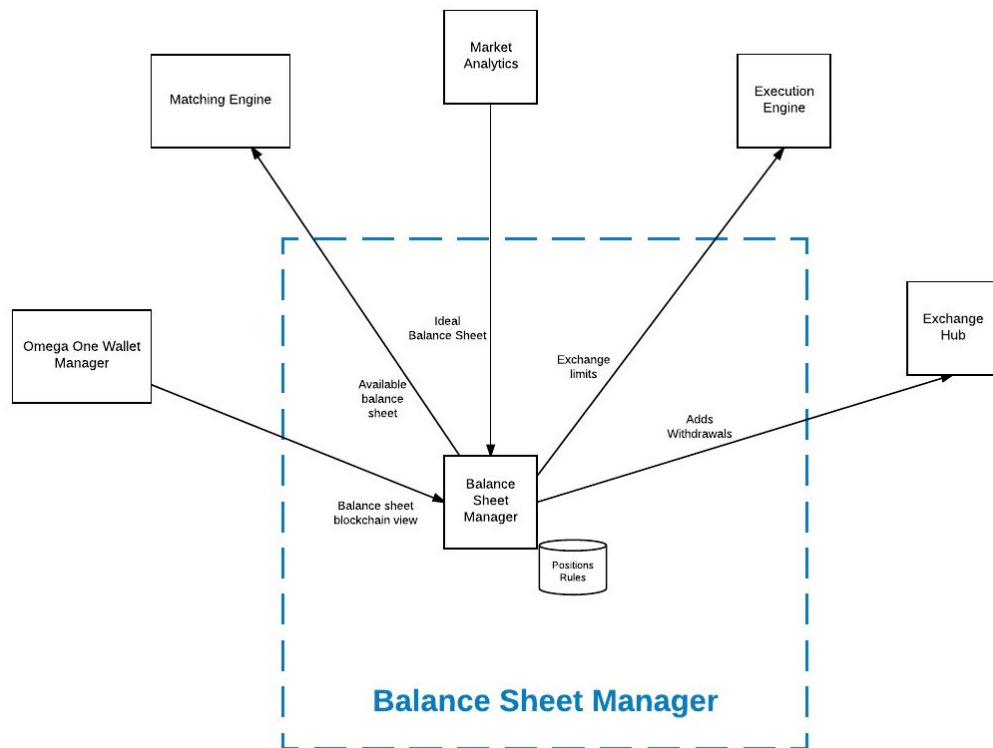 Market
Analytics
Matching Engine
Execution
Engine
Omega One Wallet
Manager
Exchange
Hub
Ideal
Balance Sheet
Available
balance
sheet
Exchange
limits
Adds
Withdrawals
Balance sheet
blockchain view
Balance
Sheet
Manager
Positions
Rules
Balance Sheet Manager